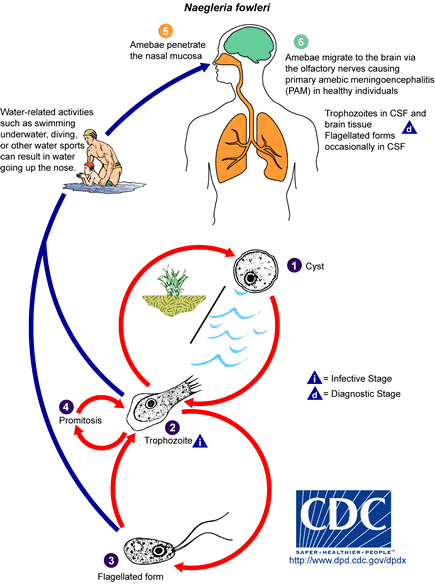 Naegleria fowleri
5
Amebae penetrate
the nasal mucosa
6
Amebae migrate to the brain via
the olfactory nerves causing
primary amebic meningoencephalitis
(PAM) in healthy individuals
Trophozoites in CSF and
brain tissue
Flagellated forms
occasionally in CSF
d
Water-related activities
such as swimming
underwater, diving,
or other water sports
can result in water
going up the nose.
1 Cyst
i = Infective Stage
d = Diagnostic Stage
4
Promitosis
2
Trophozoite i
3
Flagellated form
CDC
SAFER·HEALTHIER·PEOPLE™
http://www.dpd.cdc.gov/dpdx